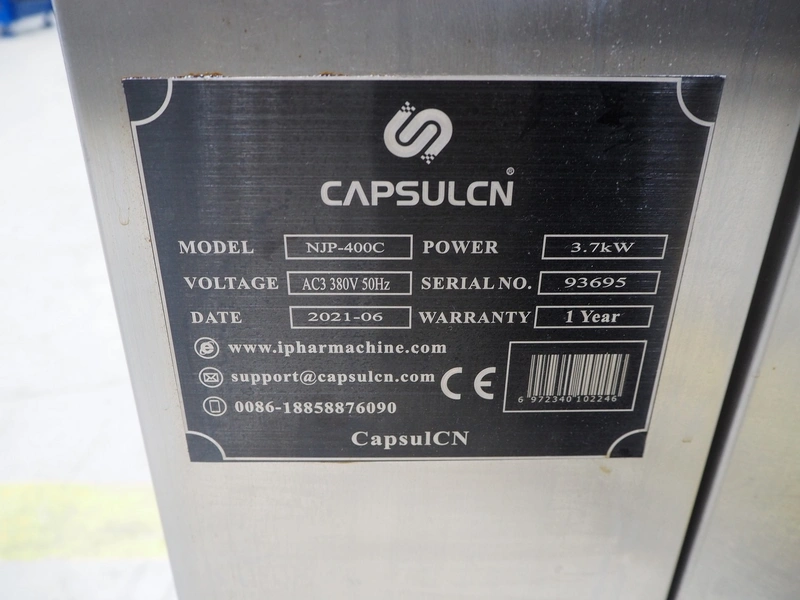 CAPSULCN®
MODEL NJP-400C POWER 3.7kW
VOLTAGE AC3 380V 50Hz SERIAL NO. 93695
DATE 2021-06 WARRANTY 1 Year
www.ipharmachine.com
support@capsulcn.com CE
0086-18858876090
6 972340 102246
CapsulCN